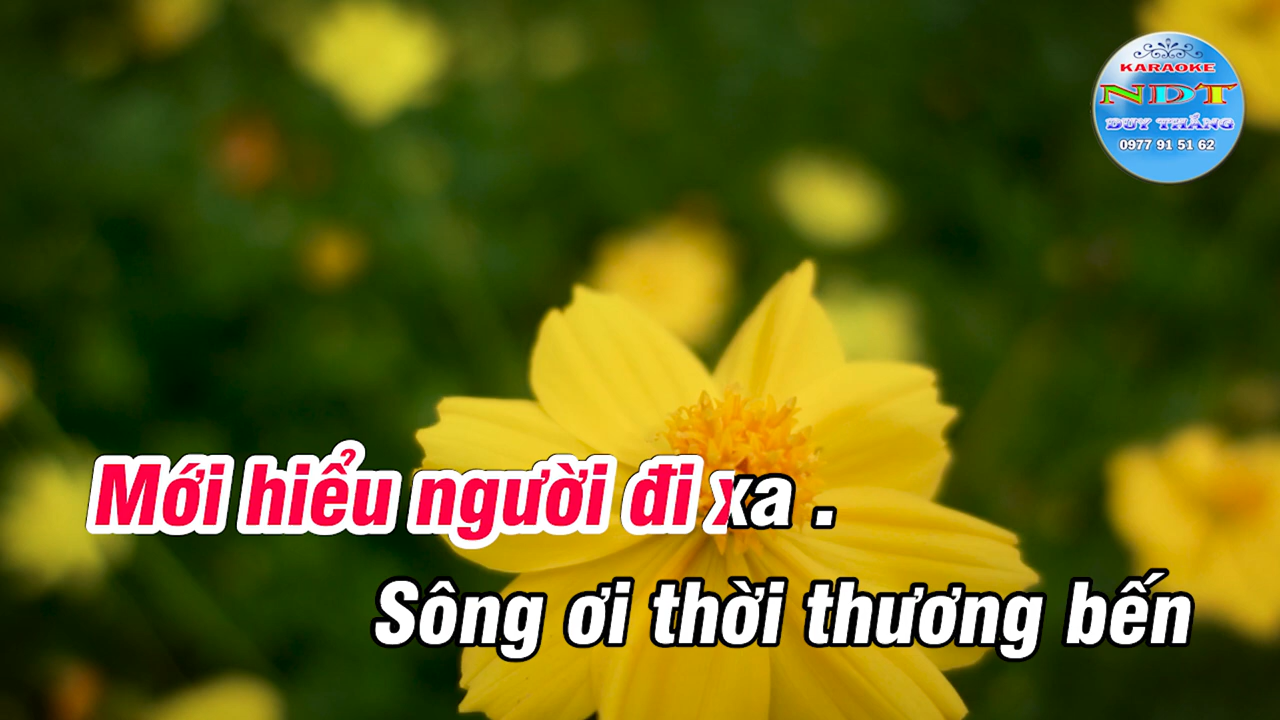 KARAOKE
NDT
DUY THẮNG
0977 91 51 62
Mới hiểu người đi xa .
Sông ơi thời thương bến